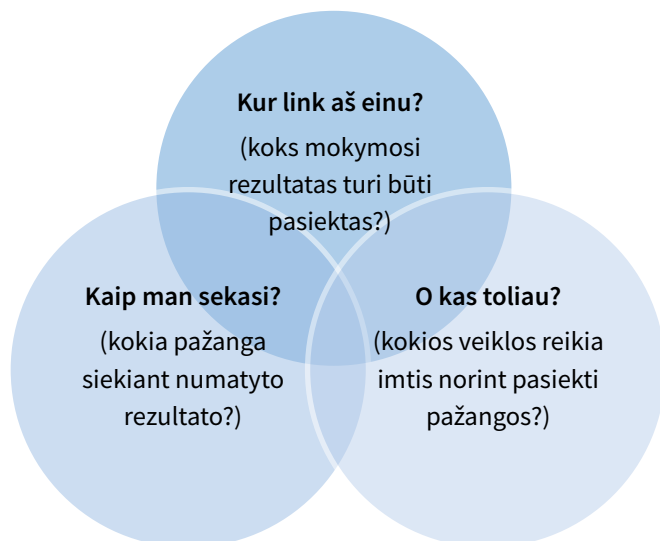 Kur link aš einu?
(koks mokymosi
rezultatas turi būti
pasiektas?)
Kaip man sekasi?
(kokia pažanga
siekiant numatyto
rezultato?)
O kas toliau?
(kokios veiklos reikia
imtis norint pasiekti
pažangos?)